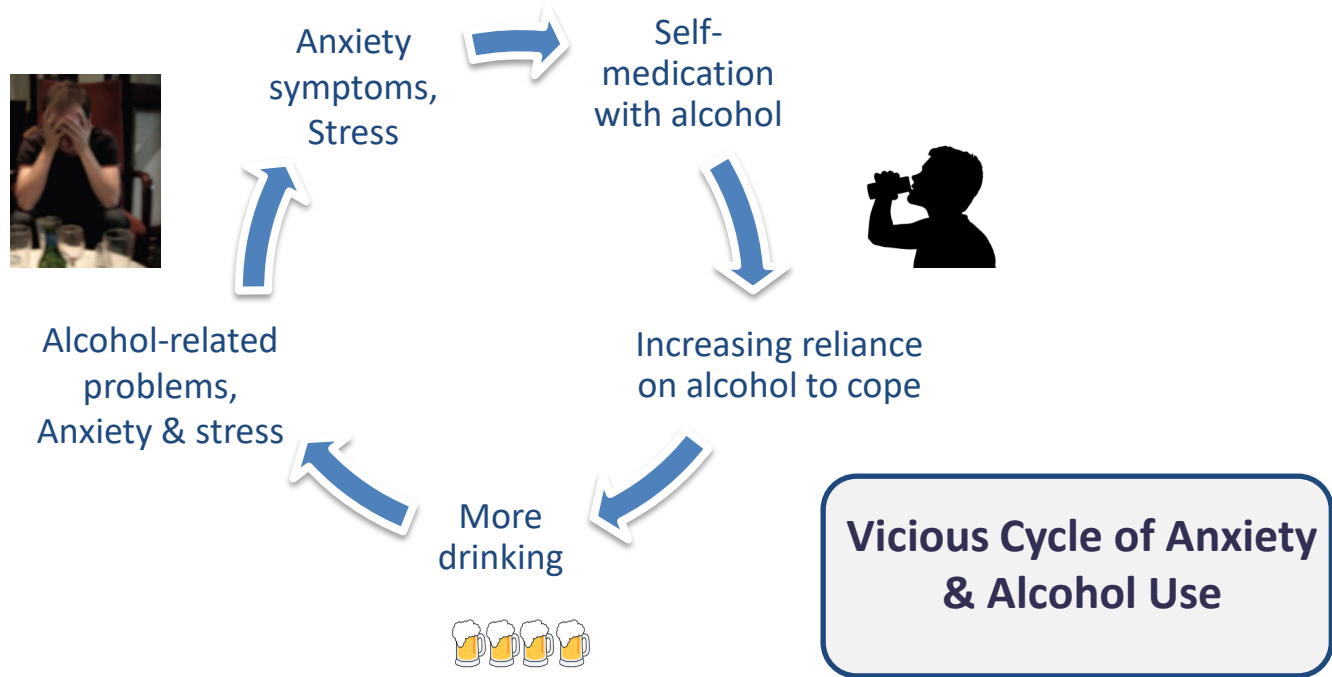 Anxiety
symptoms,
Stress
Self-
medication
with alcohol
Increasing reliance
on alcohol to cope
More
drinking
Alcohol-related
problems,
Anxiety & stress
Vicious Cycle of Anxiety
& Alcohol Use